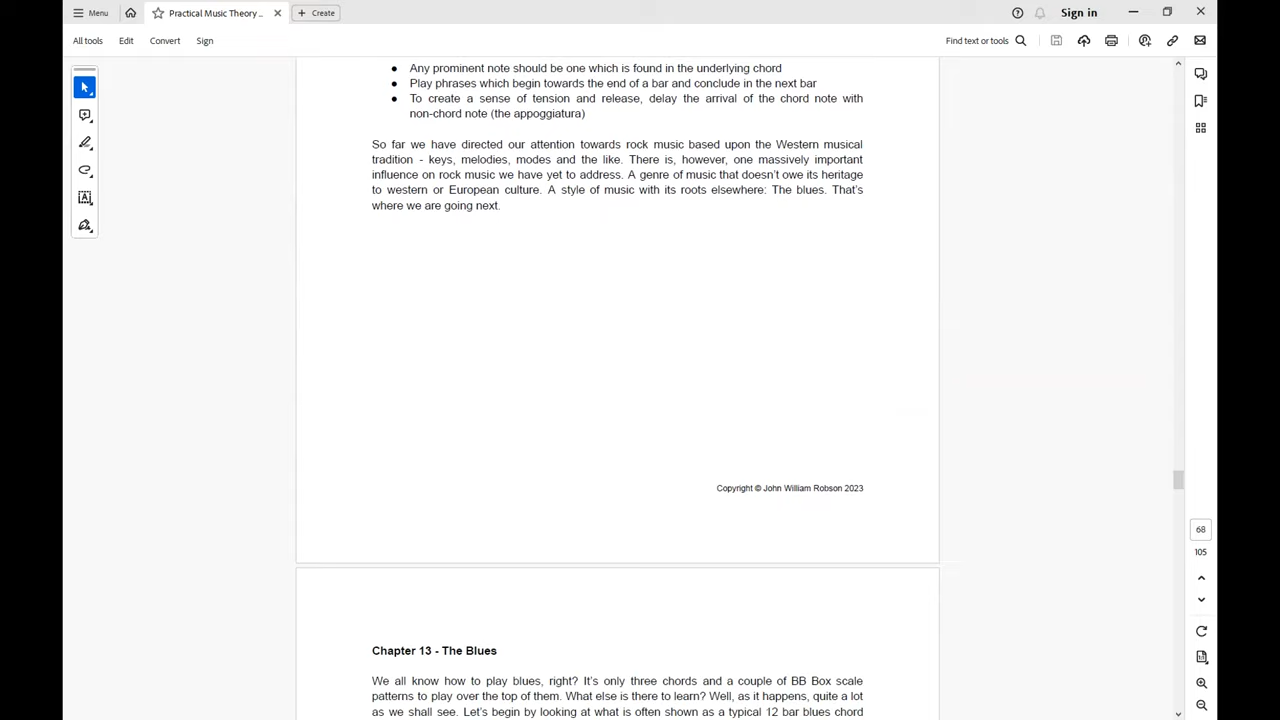 Menu
Practical Music Theory ...
Create
Sign in
All tools
Edit
Convert
Sign
Find text or tools
● Any prominent note should be one which is found in the underlying chord
● Play phrases which begin towards the end of a bar and conclude in the next bar
● To create a sense of tension and release, delay the arrival of the chord note with
non-chord note (the appoggiatura)
So far we have directed our attention towards rock music based upon the Western musical
tradition - keys, melodies, modes and the like. There is, however, one massively important
influence on rock music we have yet to address. A genre of music that doesn't owe its heritage
to western or European culture. A style of music with its roots elsewhere: The blues. That's
where we are going next.
Copyright © John William Robson 2023
68
105
Chapter 13 - The Blues
We all know how to play blues, right? It's only three chords and a couple of BB Box scale
patterns to play over the top of them. What else is there to learn? Well, as it happens, quite a lot
as we shall see. Let's begin by looking at what is often shown as a typical 12 bar blues chord